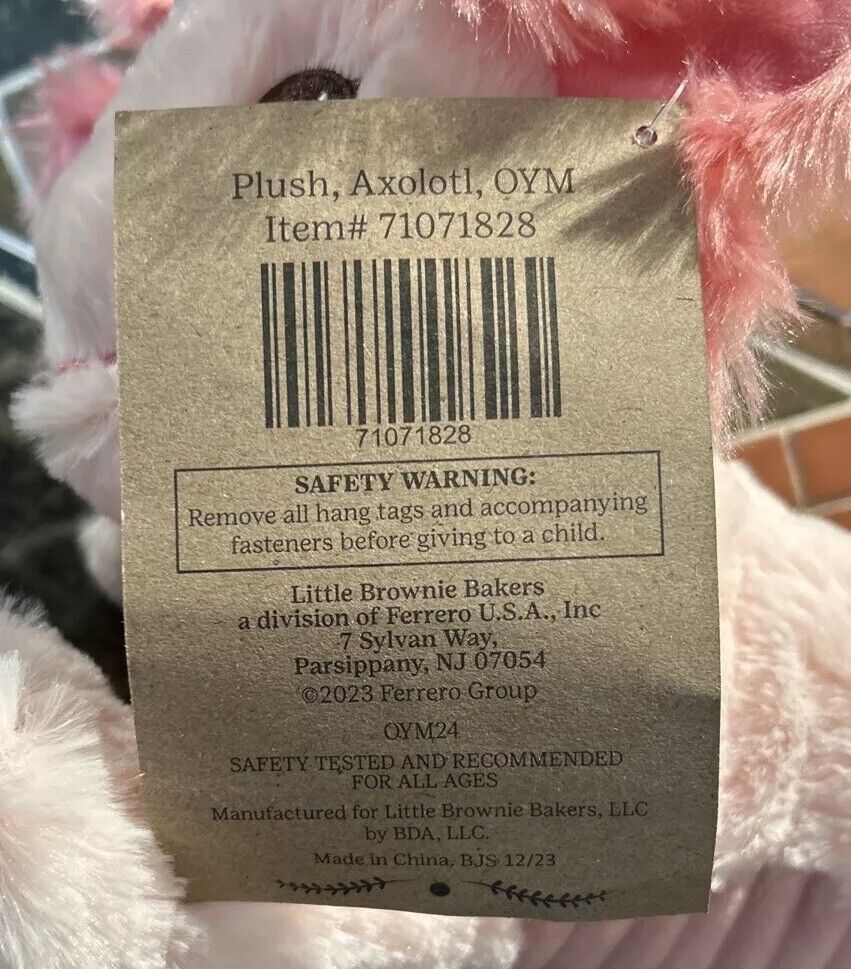 Plush, Axolotl, OYM
Item# 71071828
71071828
SAFETY WARNING:
Remove all hang tags and accompanying
fasteners before giving to a child.
Little Brownie Bakers
a division of Ferrero U.S.A., Inc
7 Sylvan Way,
Parsippany, NJ 07054
©2023 Ferrero Group
OYM24
SAFETY TESTED AND RECOMMENDED
FOR ALL AGES
Manufactured for Little Brownie Bakers, LLC
by BDA, LLC.
Made in China, BJS 12/23